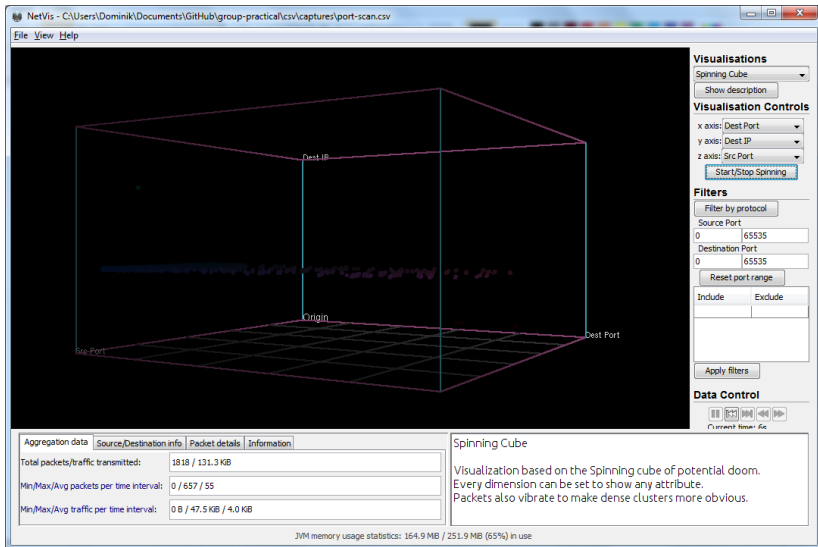 NetVis - C:\Users\Dominik\Documents\GitHub\group-practical\csv\captures\port-scan.csv
File View Help
Dest IP
Origin
Src Port
Dest Port
Visualisations
Spinning Cube
Show description
Visualisation Controls
x axis: Dest Port
y axis: Dest IP
z axis: Src Port
Start/Stop Spinning
Filters
Filter by protocol
Source Port
0 65535
Destination Port
0 65535
Reset port range
Include Exclude
Apply filters
Data Control
Current time: 6s
Aggregation data Source/Destination info Packet details Information
Total packets/traffic transmitted: 1818 / 131.3 KiB
Min/Max/Avg packets per time interval: 0 / 657 / 55
Min/Max/Avg traffic per time interval: 0 B / 47.5 KiB / 4.0 KiB
Spinning Cube
Visualization based on the Spinning cube of potential doom.
Every dimension can be set to show any attribute.
Packets also vibrate to make dense clusters more obvious.
JVM memory usage statistics: 164.9 MiB / 251.9 MiB (65%) in use